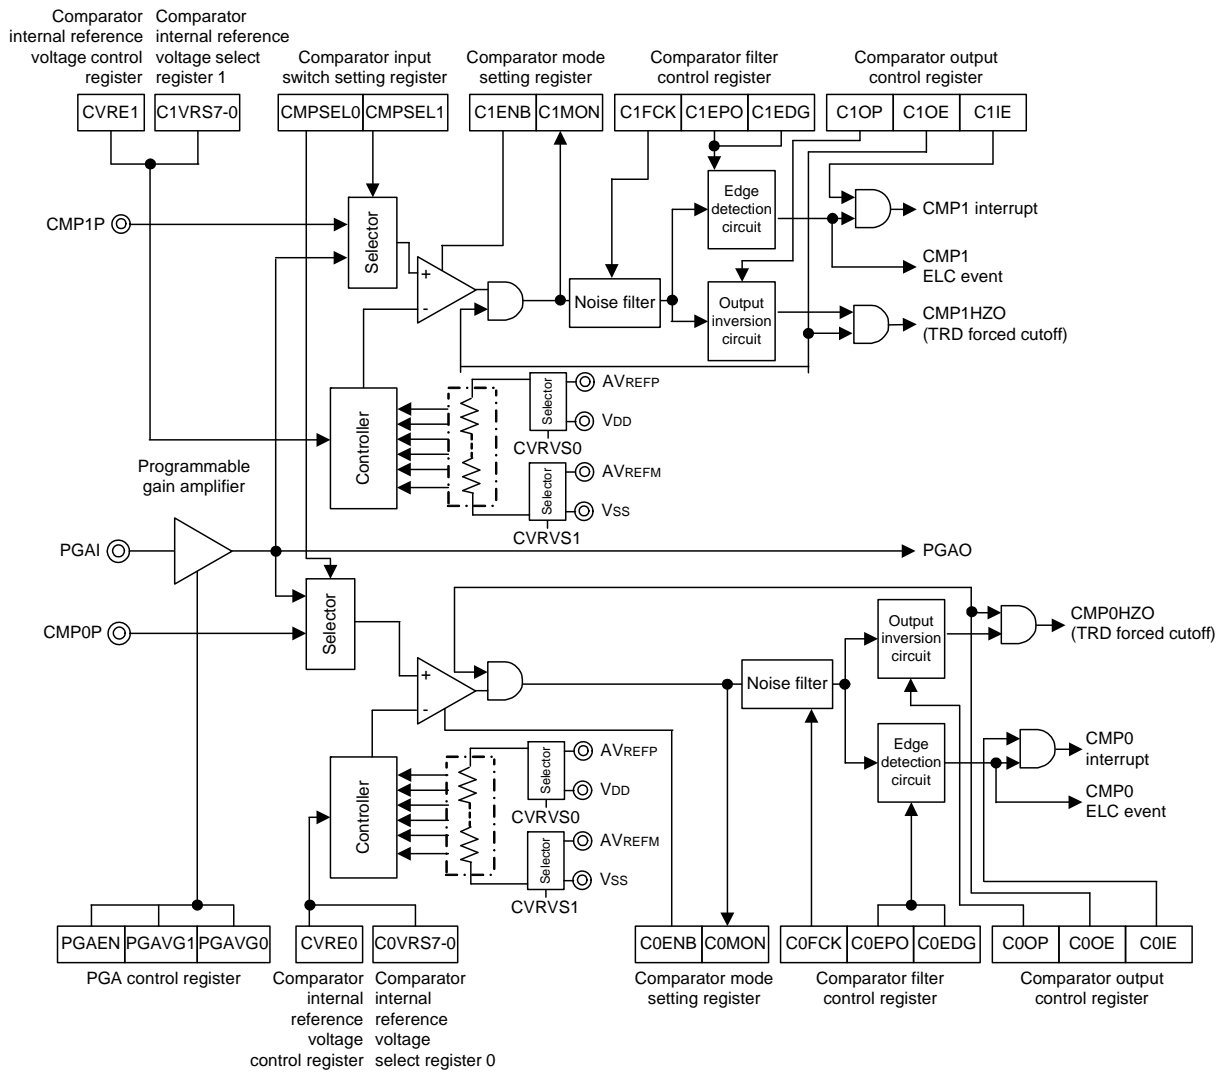 Comparator
internal reference
voltage control
register
Comparator
internal reference
voltage select
register 1
Comparator input
switch setting register
Comparator mode
setting register
Comparator filter
control register
Comparator output
control register
CVRE1
C1VRS7-0
CMPSEL0
CMPSEL1
C1ENB
C1MON
C1FCK
C1EPO
C1EDG
C1OP
C1OE
C1IE
CMP1P
Selector
+
-
Noise filter
Edge
detection
circuit
Output
inversion
circuit
CMP1 interrupt
CMP1
ELC event
CMP1HZO
(TRD forced cutoff)
Controller
Selector
AVREFP
VDD
CVRVS0
Selector
AVREFM
VSS
CVRVS1
Programmable
gain amplifier
PGAI
PGAO
CMP0P
Selector
+
-
Noise filter
Output
inversion
circuit
Edge
detection
circuit
CMP0HZO
(TRD forced cutoff)
CMP0
interrupt
CMP0
ELC event
Controller
Selector
AVREFP
VDD
CVRVS0
Selector
AVREFM
VSS
CVRVS1
PGAEN
PGAVG1
PGAVG0
PGA control register
CVRE0
C0VRS7-0
Comparator
internal
reference
voltage
control register
Comparator
internal
reference
voltage
select register 0
C0ENB
C0MON
Comparator mode
setting register
C0FCK
C0EPO
C0EDG
Comparator filter
control register
C0OP
C0OE
C0IE
Comparator output
control register